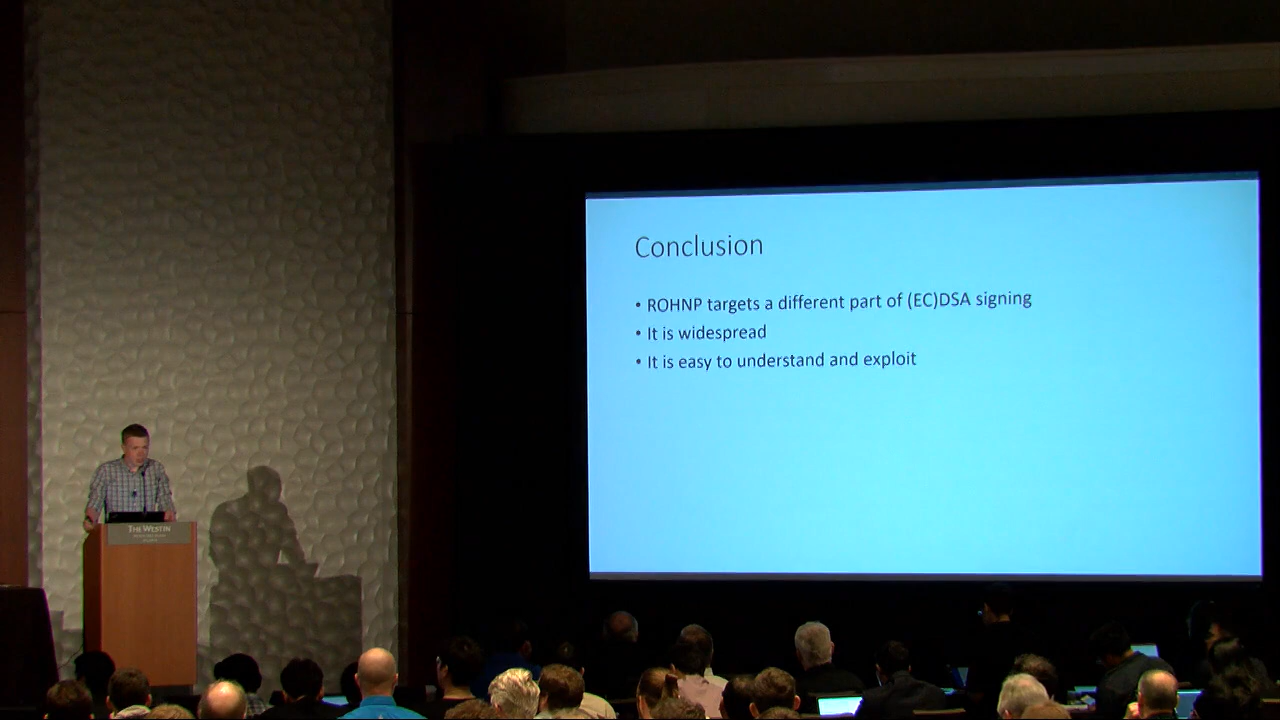 Conclusion
• ROHNP targets a different part of (EC)DSA signing
• It is widespread
• It is easy to understand and exploit
THE WESTIN